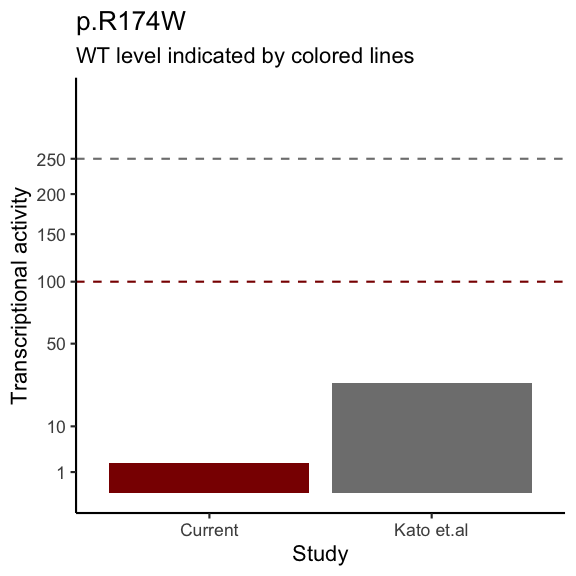 p.R174W
WT level indicated by colored lines
Transcriptional activity
250
200
150
100
50
10
1
Current
Kato et.al
Study